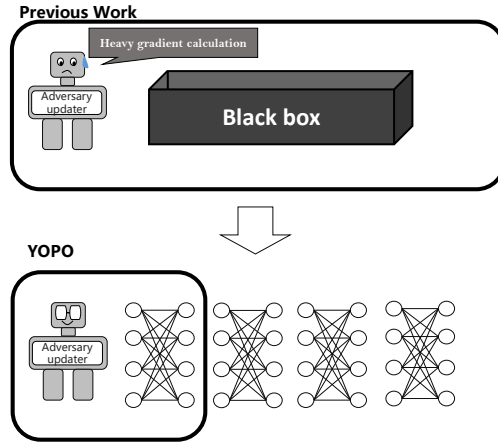 Previous Work
Heavy gradient calculation
Adversary
updater
Black box
YOPO
Adversary
updater